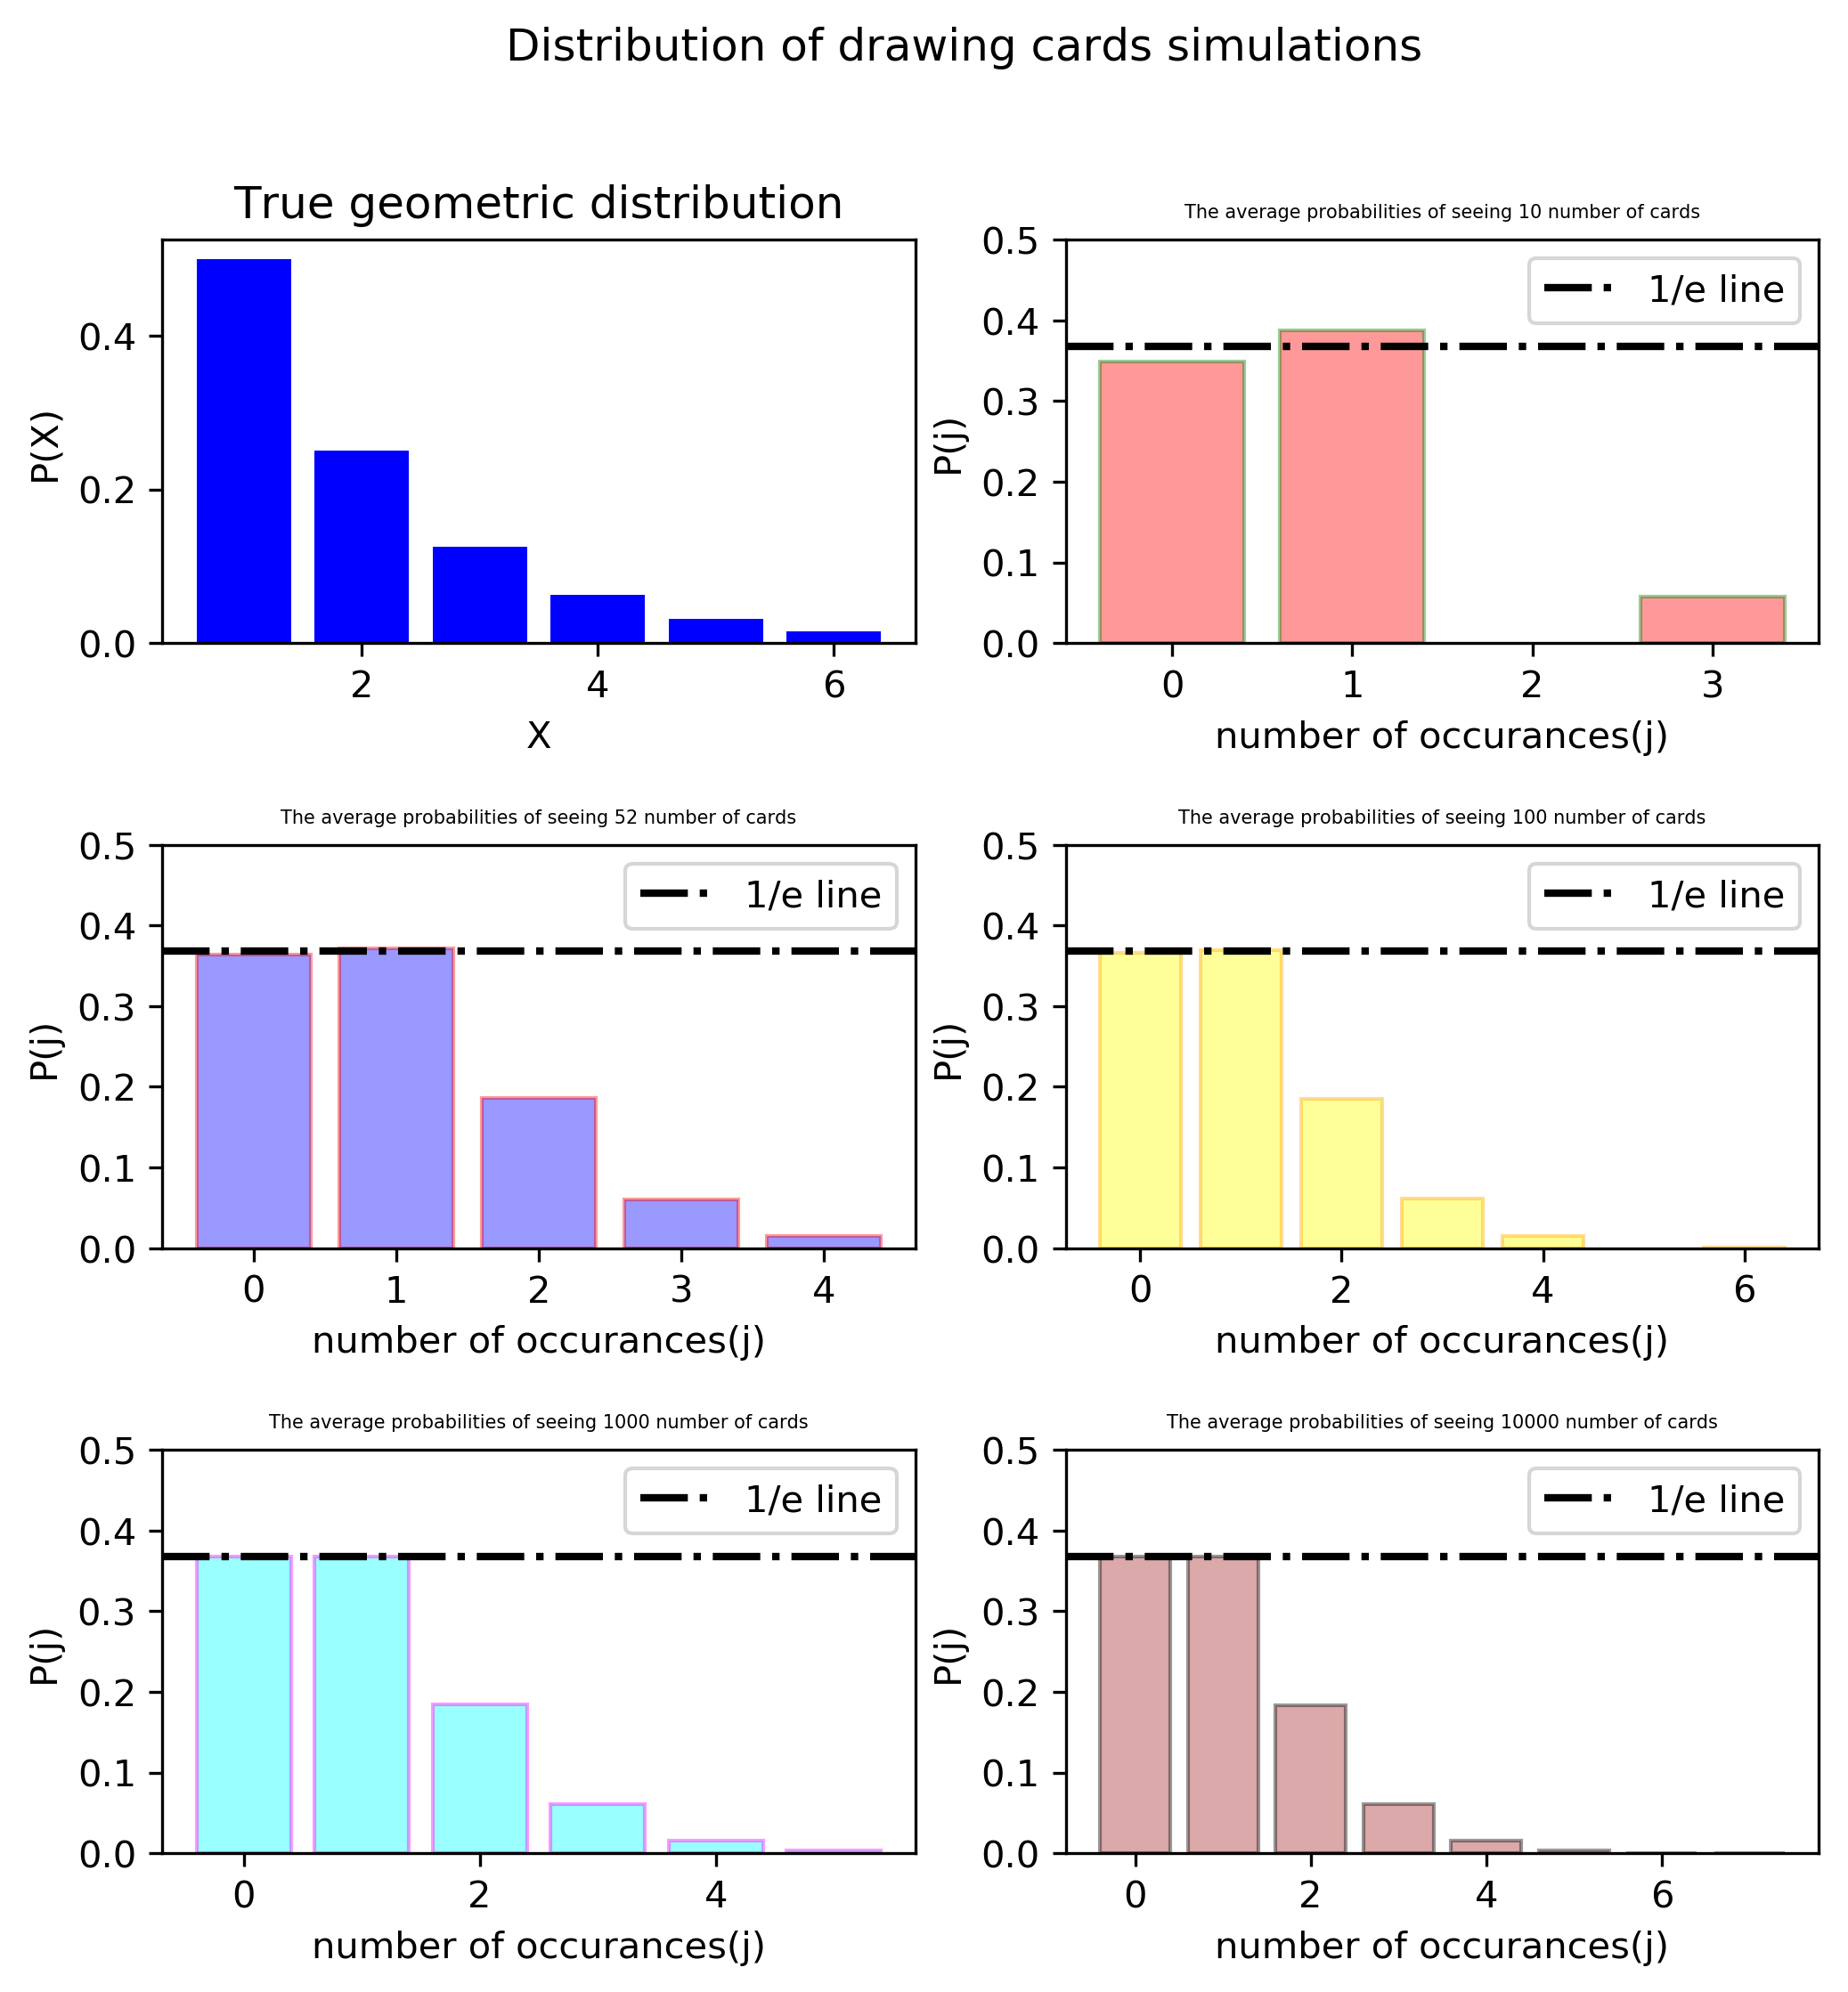 Distribution of drawing cards simulations
True geometric distribution
P(X)
0.4
0.2
0.0
2 4 6
X
The average probabilities of seeing 10 number of cards
P(j)
0.5
0.4
0.3
0.2
0.1
0.0
1/e line
0 1 2 3
number of occurances(j)
The average probabilities of seeing 52 number of cards
P(j)
0.5
0.4
0.3
0.2
0.1
0.0
1/e line
0 1 2 3 4
number of occurances(j)
The average probabilities of seeing 100 number of cards
P(j)
0.5
0.4
0.3
0.2
0.1
0.0
1/e line
0 2 4 6
number of occurances(j)
The average probabilities of seeing 1000 number of cards
P(j)
0.5
0.4
0.3
0.2
0.1
0.0
1/e line
0 2 4
number of occurances(j)
The average probabilities of seeing 10000 number of cards
P(j)
0.5
0.4
0.3
0.2
0.1
0.0
1/e line
0 2 4 6
number of occurances(j)